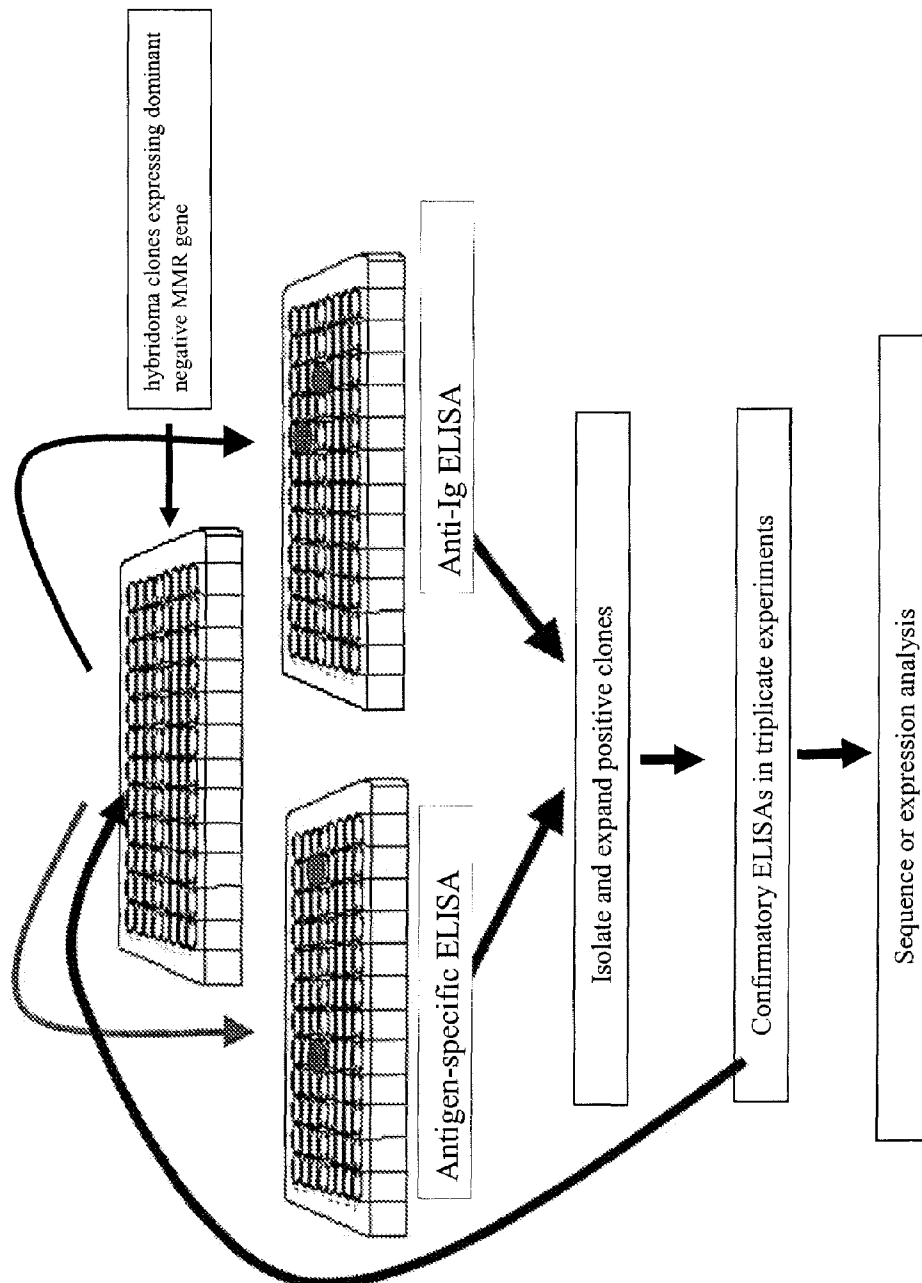 hybridoma clones expressing dominant
negative MMR gene
Antigen-specific ELISA
Anti-Ig ELISA
Isolate and expand positive clones
Confirmatory ELISAs in triplicate experiments
Sequence or expression analysis